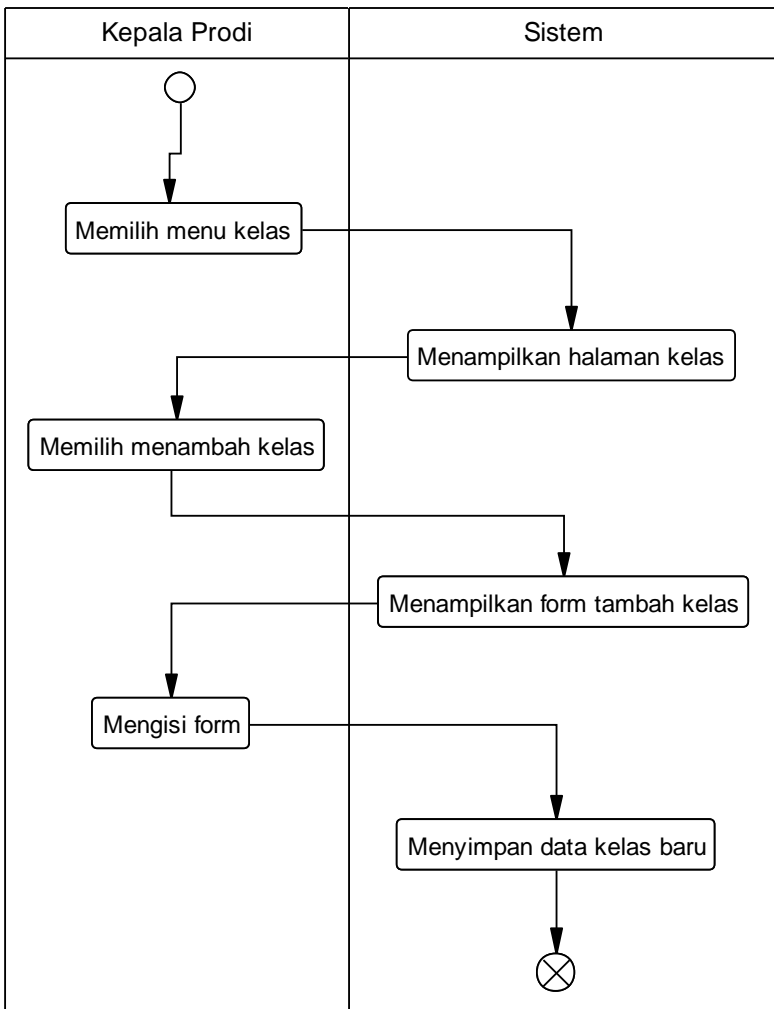 Kepala Prodi
Sistem
Memilih menu kelas
Menampilkan halaman kelas
Memilih menambah kelas
Menampilkan form tambah kelas
Mengisi form
Menyimpan data kelas baru